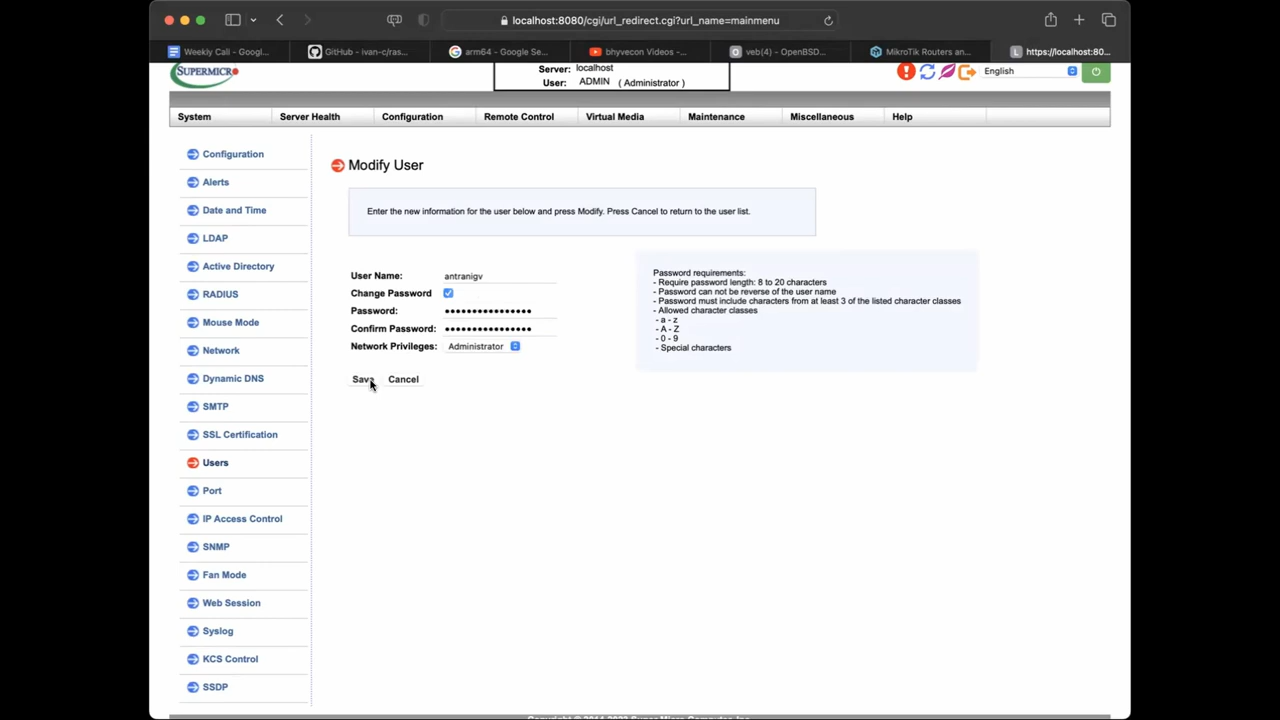 localhost:8080/cgi/url_redirect.cgi?url_name=mainmenu
Weekly Call - Googl...
GitHub - ivan-c/ras...
arm64 - Google Se...
bhyvecon Videos -...
veb(4) - OpenBSD...
MikroTik Routers an...
L https://localhost:80...
SUPERMICRO
Server: localhost
User: ADMIN ( Administrator )
English
System Server Health Configuration Remote Control Virtual Media Maintenance Miscellaneous Help
Configuration
Alerts
Date and Time
LDAP
Active Directory
RADIUS
Mouse Mode
Network
Dynamic DNS
SMTP
SSL Certification
Users
Port
IP Access Control
SNMP
Fan Mode
Web Session
Syslog
KCS Control
SSDP
Modify User
Enter the new information for the user below and press Modify. Press Cancel to return to the user list.
User Name: antranigv
Change Password
Password: ••••••••••••••••
Confirm Password: ••••••••••••••••
Network Privileges: Administrator
Save Cancel
Password requirements:
- Require password length: 8 to 20 characters
- Password can not be reverse of the user name
- Password must include characters from at least 3 of the listed character classes
- Allowed character classes
- a - z
- A - Z
- 0 - 9
- Special characters